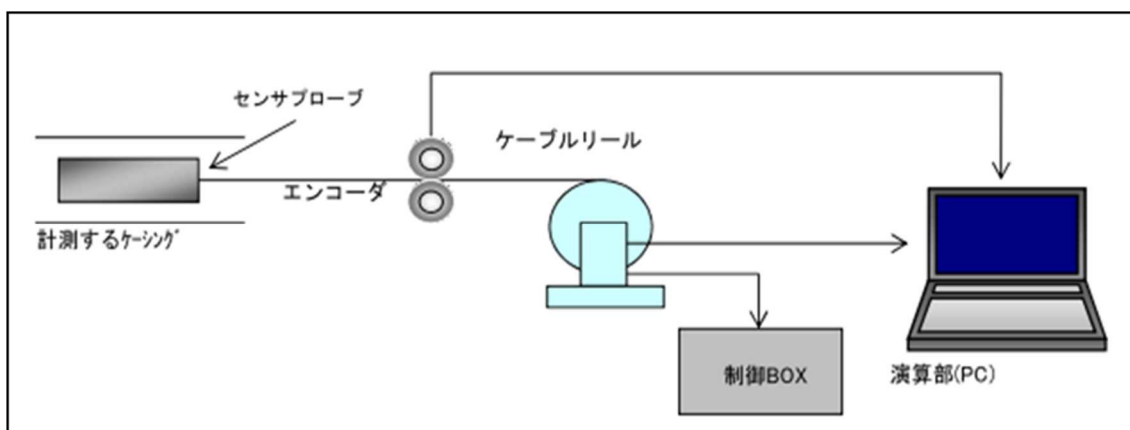 センサプローブ
ケーブルリール
エンコーダ
計測するｹｰｼﾝｸﾞ
制御BOX
演算部(PC)